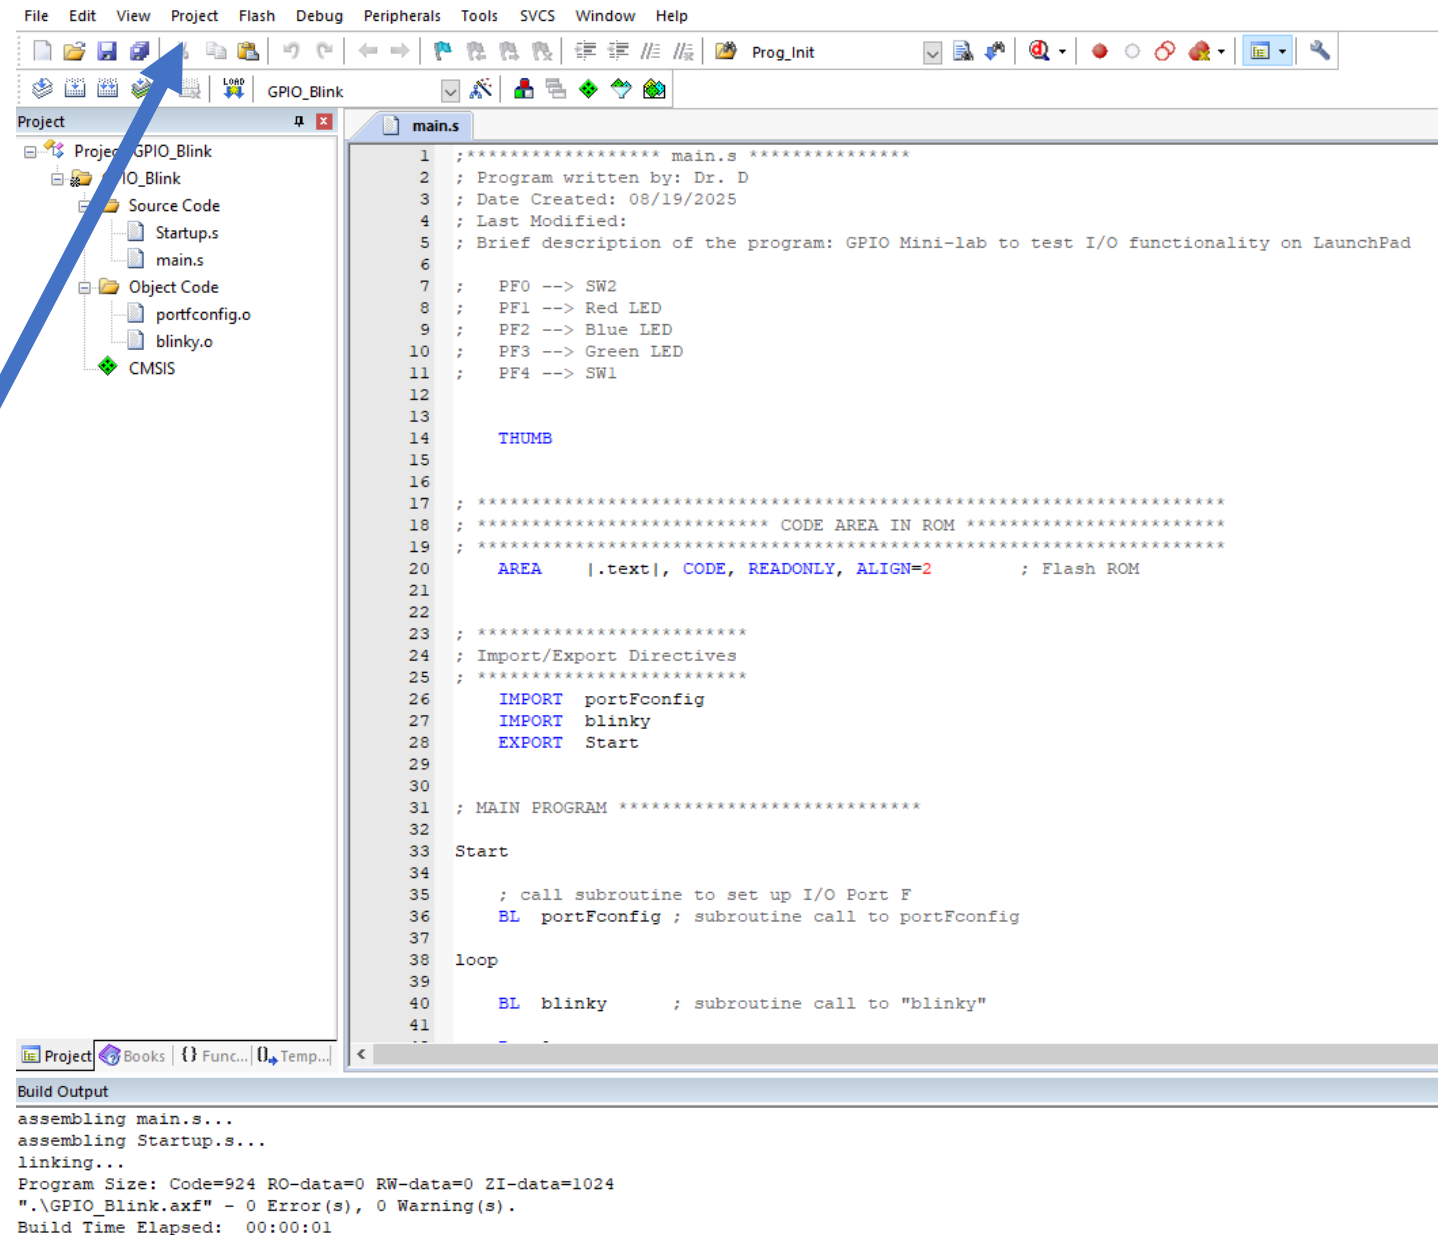 File Edit View Project Flash Debug Peripherals Tools SVCS Window Help
Prog_Init
LOAD
GPIO_Blink
Project
main.s
GPIO_Blink
Source Code
Startup.s
main.s
Object Code
portfconfig.o
blinky.o
CMSIS
1 ;****************** main.s ***************
2 ; Program written by: Dr. D
3 ; Date Created: 08/19/2025
4 ; Last Modified:
5 ; Brief description of the program: GPIO Mini-lab to test I/O functionality on LaunchPad
6
7 ; PF0 --> SW2
8 ; PF1 --> Red LED
9 ; PF2 --> Blue LED
10 ; PF3 --> Green LED
11 ; PF4 --> SW1
12
13
14 THUMB
15
16
17 ; *********************************************************************
18 ; *************************** CODE AREA IN ROM ************************
19 ; *********************************************************************
20 AREA |.text|, CODE, READONLY, ALIGN=2 ; Flash ROM
21
22
23 ; *************************
24 ; Import/Export Directives
25 ; *************************
26 IMPORT portFconfig
27 IMPORT blinky
28 EXPORT Start
29
30
31 ; MAIN PROGRAM ****************************
32
33 Start
34
35 ; call subroutine to set up I/O Port F
36 BL portFconfig ; subroutine call to portFconfig
37
38 loop
39
40 BL blinky ; subroutine call to "blinky"
41
Project Books {} Func... Temp...
Build Output
assembling main.s...
assembling Startup.s...
linking...
Program Size: Code=924 RO-data=0 RW-data=0 ZI-data=1024
".\GPIO_Blink.axf" - 0 Error(s), 0 Warning(s).
Build Time Elapsed: 00:00:01